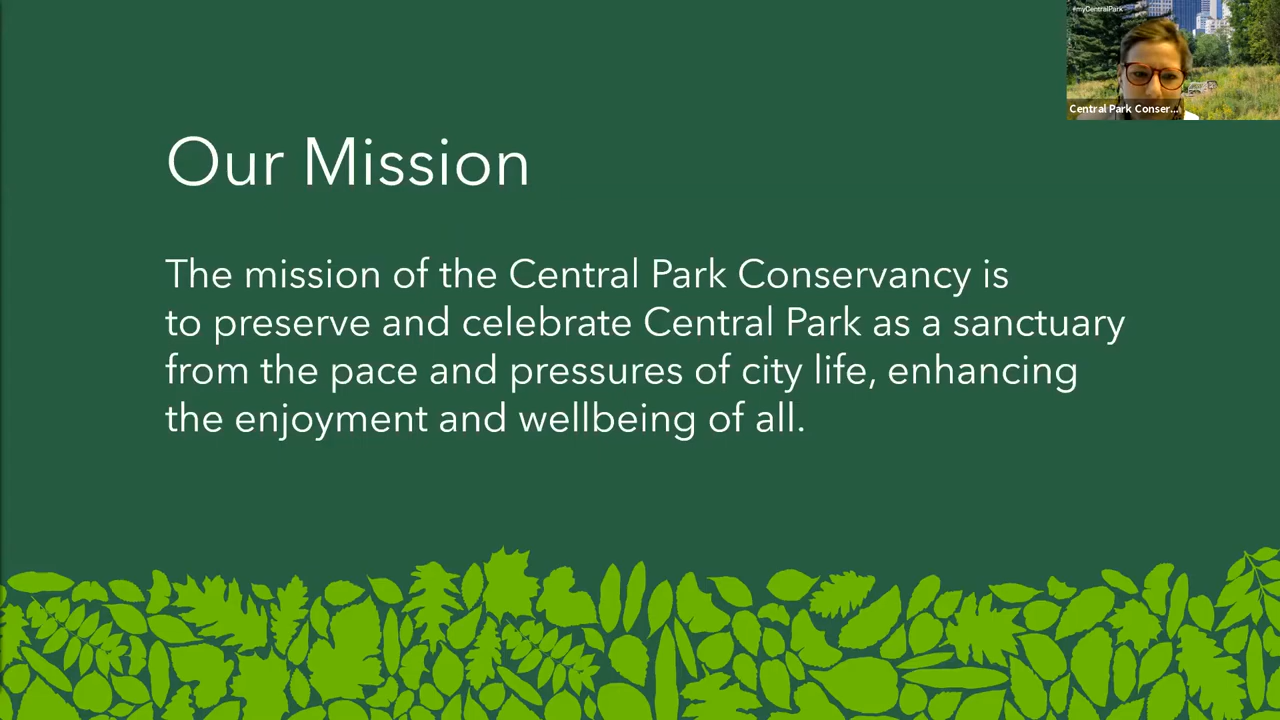 #myCentralPark
Central Park Conser...
Our Mission
The mission of the Central Park Conservancy is
to preserve and celebrate Central Park as a sanctuary
from the pace and pressures of city life, enhancing
the enjoyment and wellbeing of all.